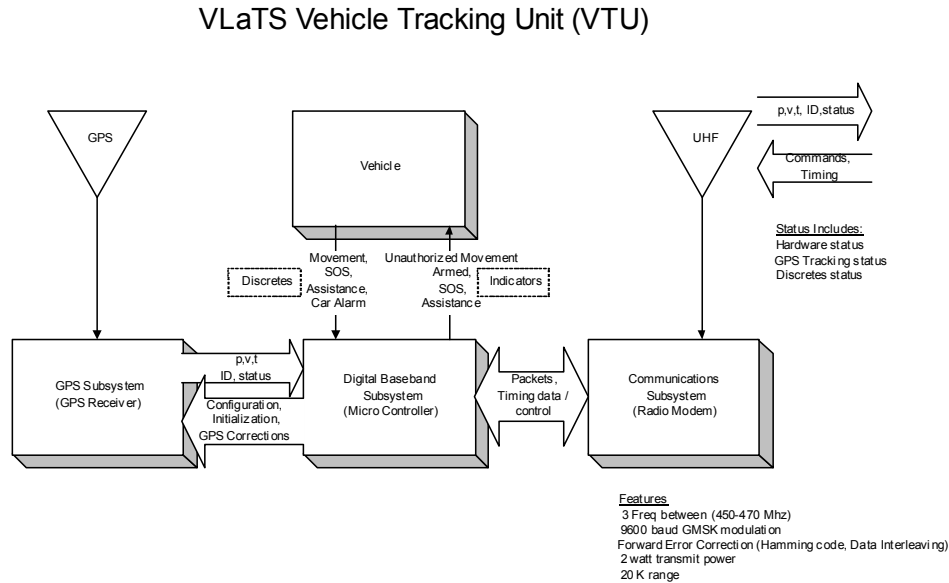 VLaTS Vehicle Tracking Unit (VTU)
GPS
Vehicle
UHF
p,v,t, ID,status
Commands,
Timing
Status Includes:
Hardware status
GPS Tracking status
Discretes status
Discretes
Movement,
SOS,
Assistance,
Car Alarm
Unauthorized Movement
Armed,
SOS,
Assistance
Indicators
GPS Subsystem
(GPS Receiver)
p,v,t
ID, status
Configuration,
Initialization,
GPS Corrections
Digital Baseband
Subsystem
(Micro Controller)
Packets,
Timing data /
control
Communications
Subsystem
(Radio Modem)
Features
3 Freq between (450-470 Mhz)
9600 baud GMSK modulation
Forward Error Correction (Hamming code, Data Interleaving)
2 watt transmit power
20 K range